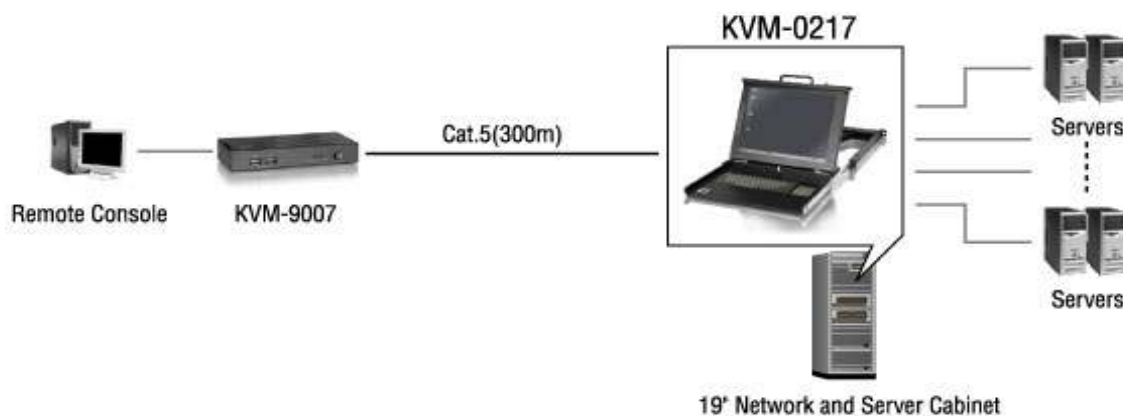 KVM-0217
Cat.5(300m)
Servers
Remote Console
KVM-9007
Servers
19" Network and Server Cabinet